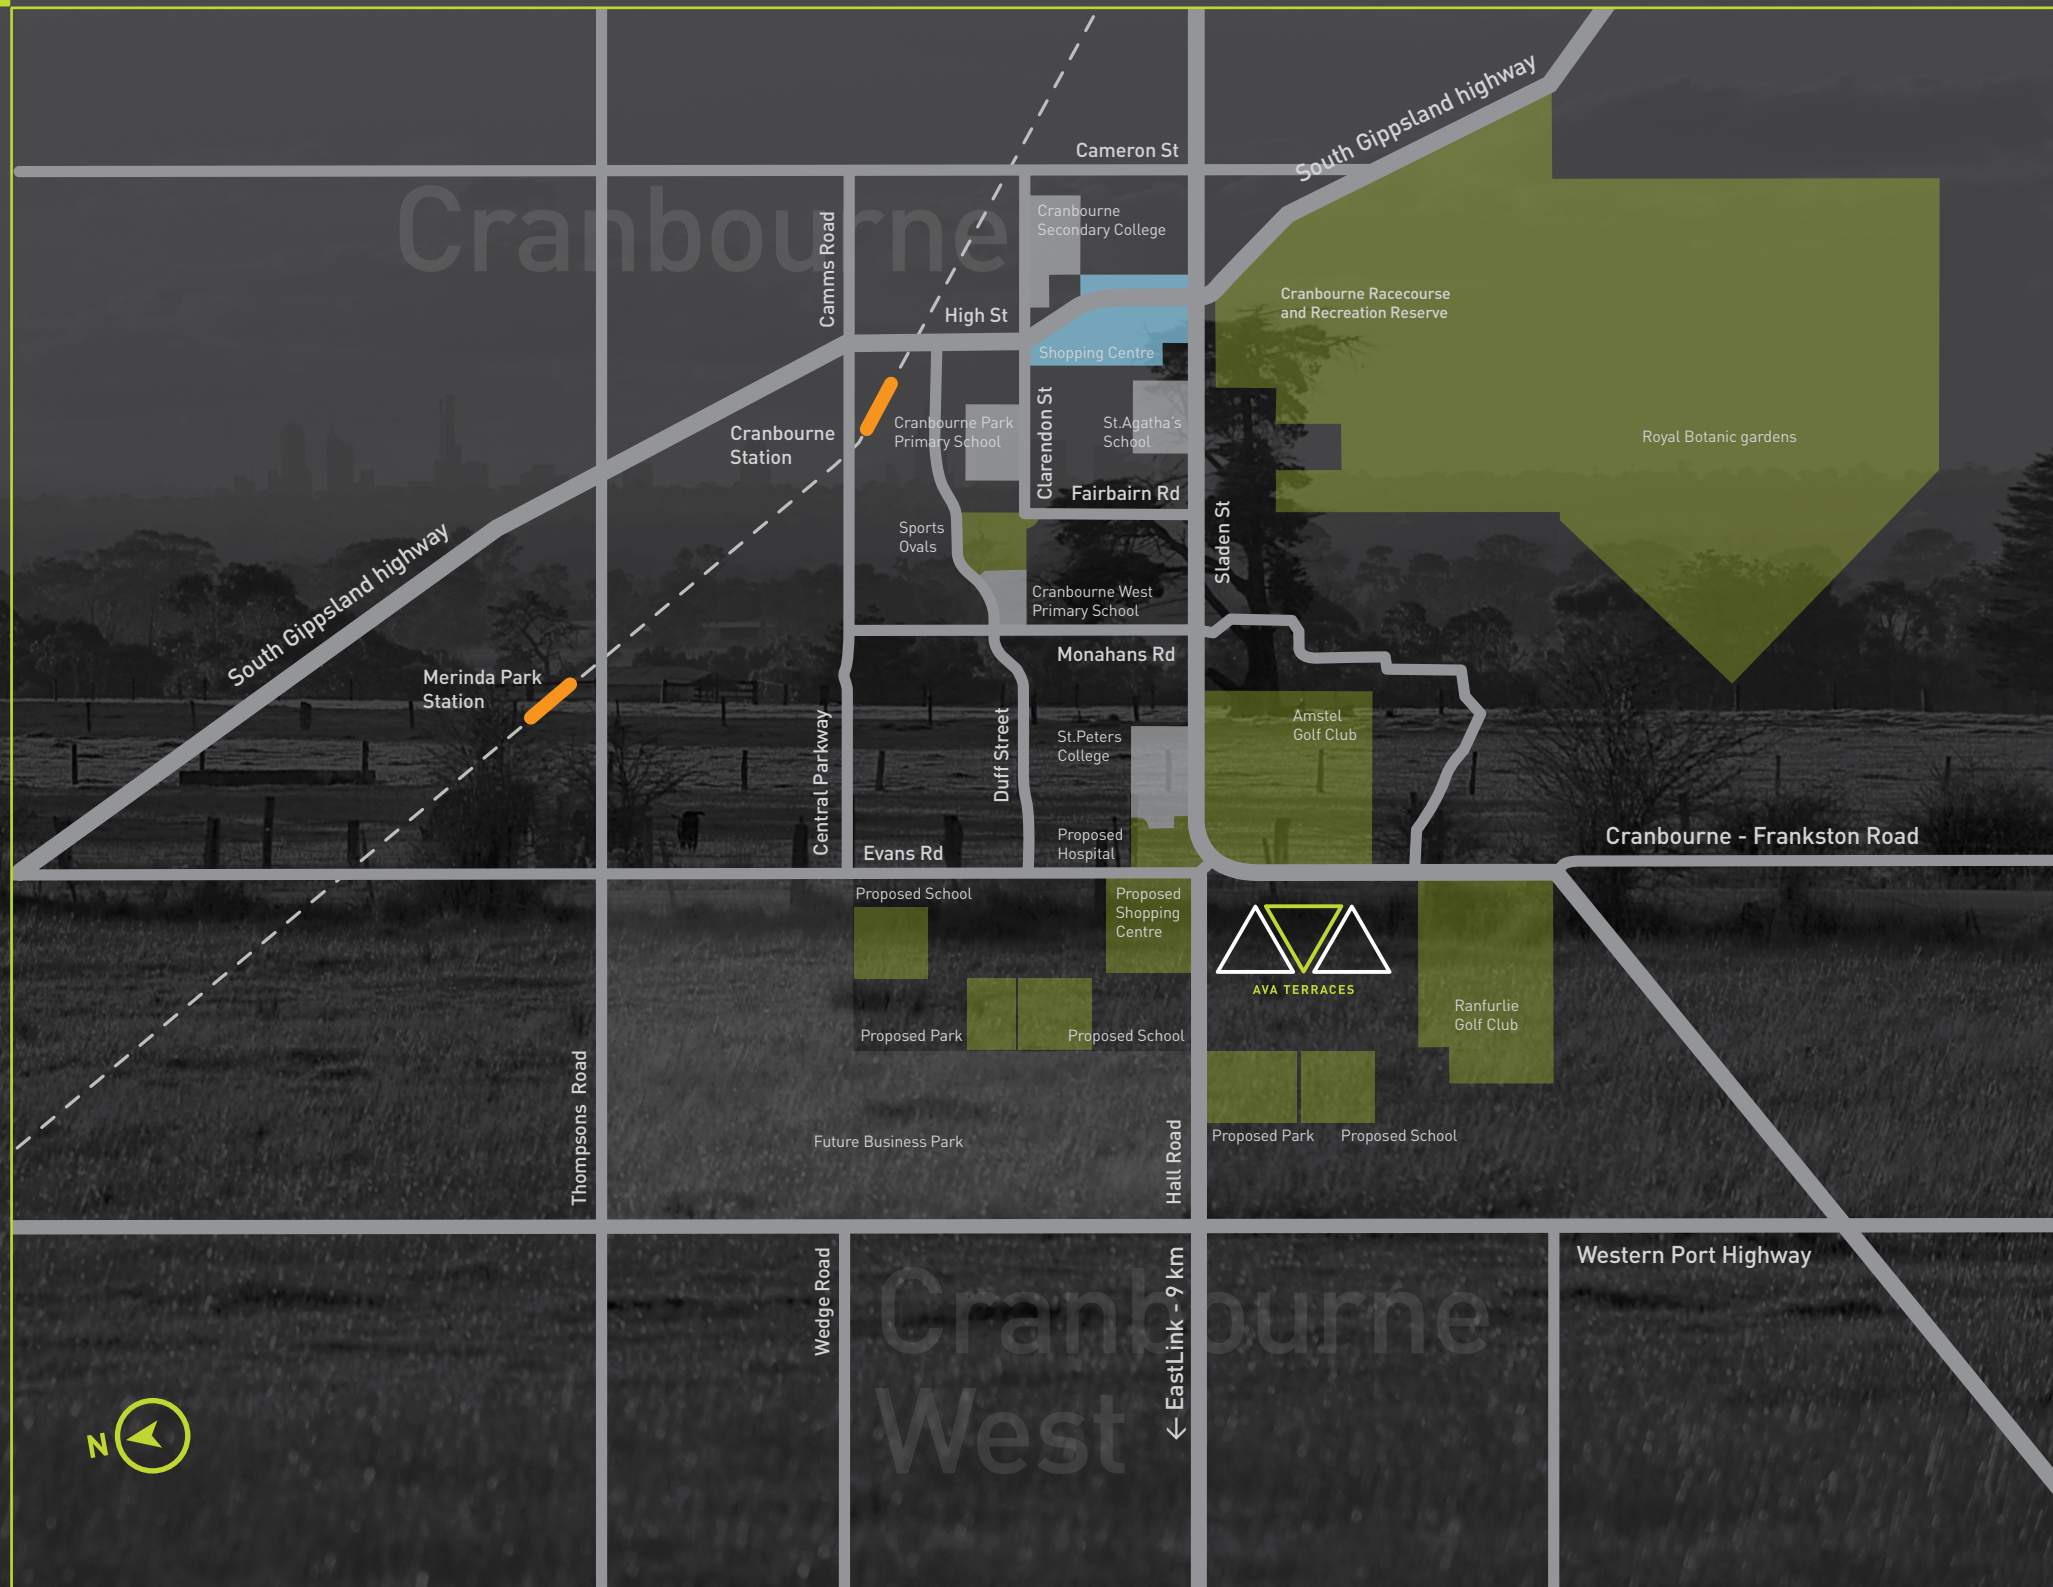 South Gippsland highway
Cameron St
Cranbourne
Camms Road
Cranbourne
Secondary College
High St
Cranbourne Racecourse
and Recreation Reserve
Shopping Centre
Cranbourne
Station
Cranbourne Park
Primary School
Clarendon St
St.Agatha's
School
Royal Botanic gardens
Fairbairn Rd
Sladen St
Sports
Ovals
South Gippsland highway
Cranbourne West
Primary School
Monahans Rd
Merinda Park
Station
Central Parkway
Duff Street
St.Peters
College
Amstel
Golf Club
Proposed
Hospital
Evans Rd
Cranbourne - Frankston Road
Proposed School
Proposed
Shopping
Centre
AVA TERRACES
Ranfurlie
Golf Club
Proposed Park
Proposed School
Thompsons Road
Future Business Park
Hall Road
Proposed Park
Proposed School
Wedge Road
← EastLink - 9 km
Western Port Highway
Cranbourne
West
N